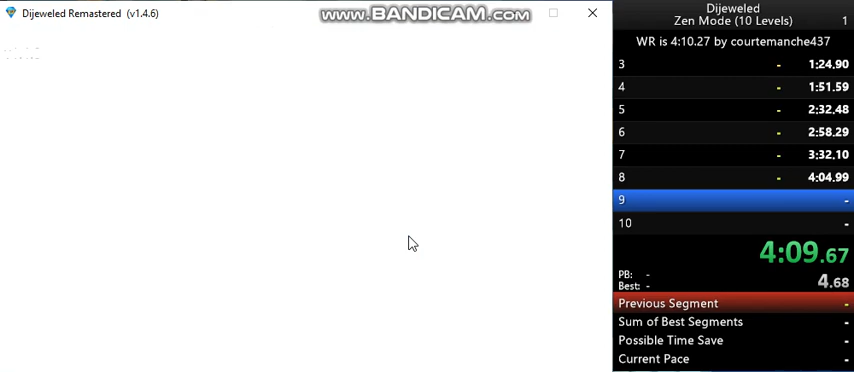 Dijeweled Remastered (v1.4.6)
www.BANDICAM.com
Dijeweled
Zen Mode (10 Levels) 1
WR is 4:10.27 by courtemanche437
3 - 1:24.90
4 - 1:51.59
5 - 2:32.48
6 - 2:58.29
7 - 3:32.10
8 - 4:04.99
9 -
10 -
4:09.67
PB: -
Best: -
4.68
Previous Segment -
Sum of Best Segments -
Possible Time Save -
Current Pace -